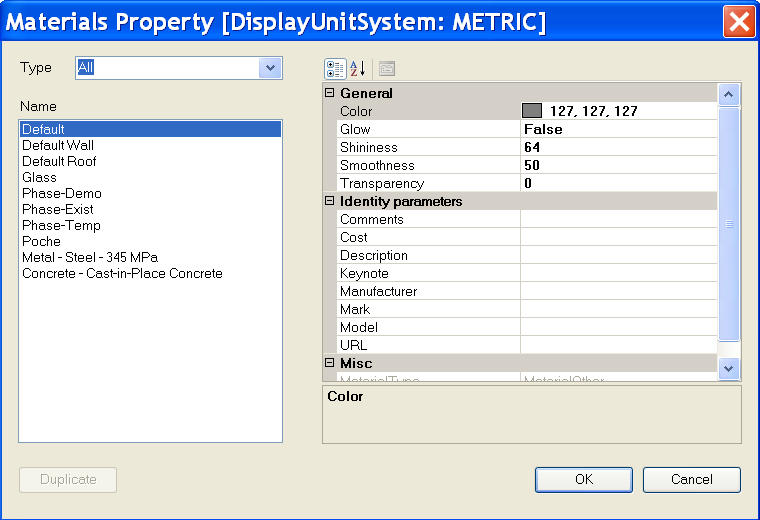 Materials Property [DisplayUnitSystem: METRIC]
Type All
Name
Default
Default Wall
Default Roof
Glass
Phase-Demo
Phase-Exist
Phase-Temp
Poche
Metal - Steel - 345 MPa
Concrete - Cast-in-Place Concrete
Duplicate
General
Color 127, 127, 127
Glow False
Shininess 64
Smoothness 50
Transparency 0
Identity parameters
Comments
Cost
Description
Keynote
Manufacturer
Mark
Model
URL
Misc
MaterialType MaterialOther
Color
OK Cancel